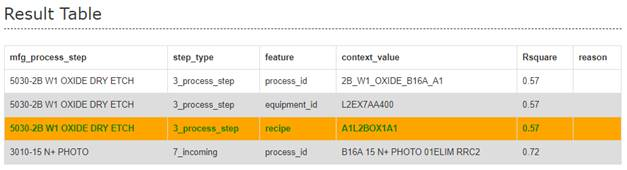 Result Table
mfg_process_step step_type feature context_value Rsquare reason
5030-2B W1 OXIDE DRY ETCH 3_process_step process_id 2B_W1_OXIDE_B16A_A1 0.57
5030-2B W1 OXIDE DRY ETCH 3_process_step equipment_id L2EX7AA400 0.57
5030-2B W1 OXIDE DRY ETCH 3_process_step recipe A1L2BOX1A1 0.57
3010-15 N+ PHOTO 7_incoming process_id B16A 15 N+ PHOTO 01ELIM RRC2 0.72